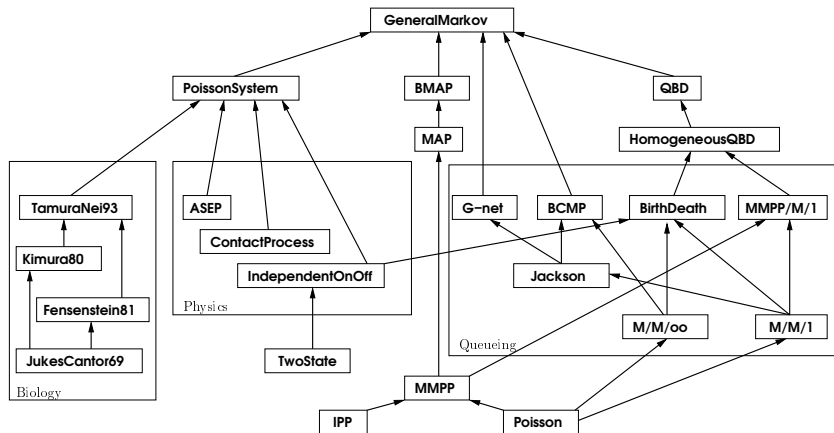 GeneralMarkov
PoissonSystem
BMAP
QBD
MAP
HomogeneousQBD
TamuraNei93
ASEP
G−net
BCMP
BirthDeath
MMPP/M/1
ContactProcess
Kimura80
IndependentOnOff
Jackson
Fensenstein81
Physics
M/M/oo
M/M/1
Queueing
JukesCantor69
TwoState
Biology
MMPP
IPP
Poisson